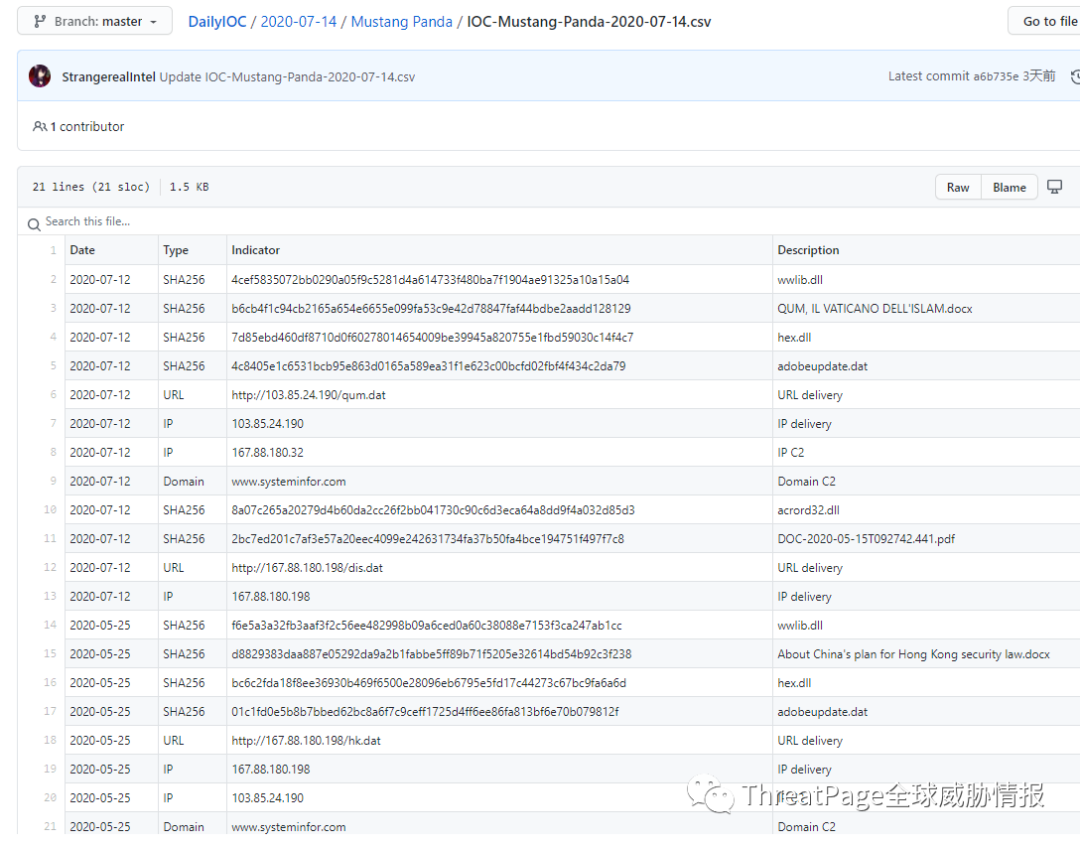 Branch: master
DailyIOC / 2020-07-14 / Mustang Panda / IOC-Mustang-Panda-2020-07-14.csv
Go to file
StrangerealIntel Update IOC-Mustang-Panda-2020-07-14.csv
Latest commit a6b735e 3天前
1 contributor
21 lines (21 sloc) 1.5 KB
Raw Blame
Search this file...
1 Date Type Indicator Description
2 2020-07-12 SHA256 4cef5835072bb0290a05f9c5281d4a614733f480ba7f1904ae91325a10a15a04 wwlib.dll
3 2020-07-12 SHA256 b6cb4f1c94cb2165a654e6655e099fa53c9e42d78847faf44bdbe2aadd128129 QUM, IL VATICANO DELL'ISLAM.docx
4 2020-07-12 SHA256 7d85ebd460df8710d0f60278014654009be39945a820755e1fbd59030c14f4c7 hex.dll
5 2020-07-12 SHA256 4c8405e1c6531bcb95e863d0165a589ea31f1e623c00bcfd02fbf4f434c2da79 adobeupdate.dat
6 2020-07-12 URL http://103.85.24.190/qum.dat URL delivery
7 2020-07-12 IP 103.85.24.190 IP delivery
8 2020-07-12 IP 167.88.180.32 IP C2
9 2020-07-12 Domain www.systeminfor.com Domain C2
10 2020-07-12 SHA256 8a07c265a20279d4b60da2cc26f2bb041730c90c6d3eca64a8dd9f4a032d85d3 acrord32.dll
11 2020-07-12 SHA256 2bc7ed201c7af3e57a20eec4099e242631734fa37b50fa4bce194751f497f7c8 DOC-2020-05-15T092742.441.pdf
12 2020-07-12 URL http://167.88.180.198/dis.dat URL delivery
13 2020-07-12 IP 167.88.180.198 IP delivery
14 2020-05-25 SHA256 f6e5a3a32fb3aaf3f2c56ee482998b09a6ced0a60c38088e7153f3ca247ab1cc wwlib.dll
15 2020-05-25 SHA256 d8829383daa887e05292da9a2b1fabbe5ff89b71f5205e32614bd54b92c3f238 About China's plan for Hong Kong security law.docx
16 2020-05-25 SHA256 bc6c2fda18f8ee36930b469f6500e28096eb6795e5fd17c44273c67bc9fa6a6d hex.dll
17 2020-05-25 SHA256 01c1fd0e5b8b7bbed62bc8a6f7c9ceff1725d4ff6ee86fa813bf6e70b079812f adobeupdate.dat
18 2020-05-25 URL http://167.88.180.198/hk.dat URL delivery
19 2020-05-25 IP 167.88.180.198 IP delivery
20 2020-05-25 IP 103.85.24.190
ThreatPage全球威胁情报
21 2020-05-25 Domain www.systeminfor.com Domain C2